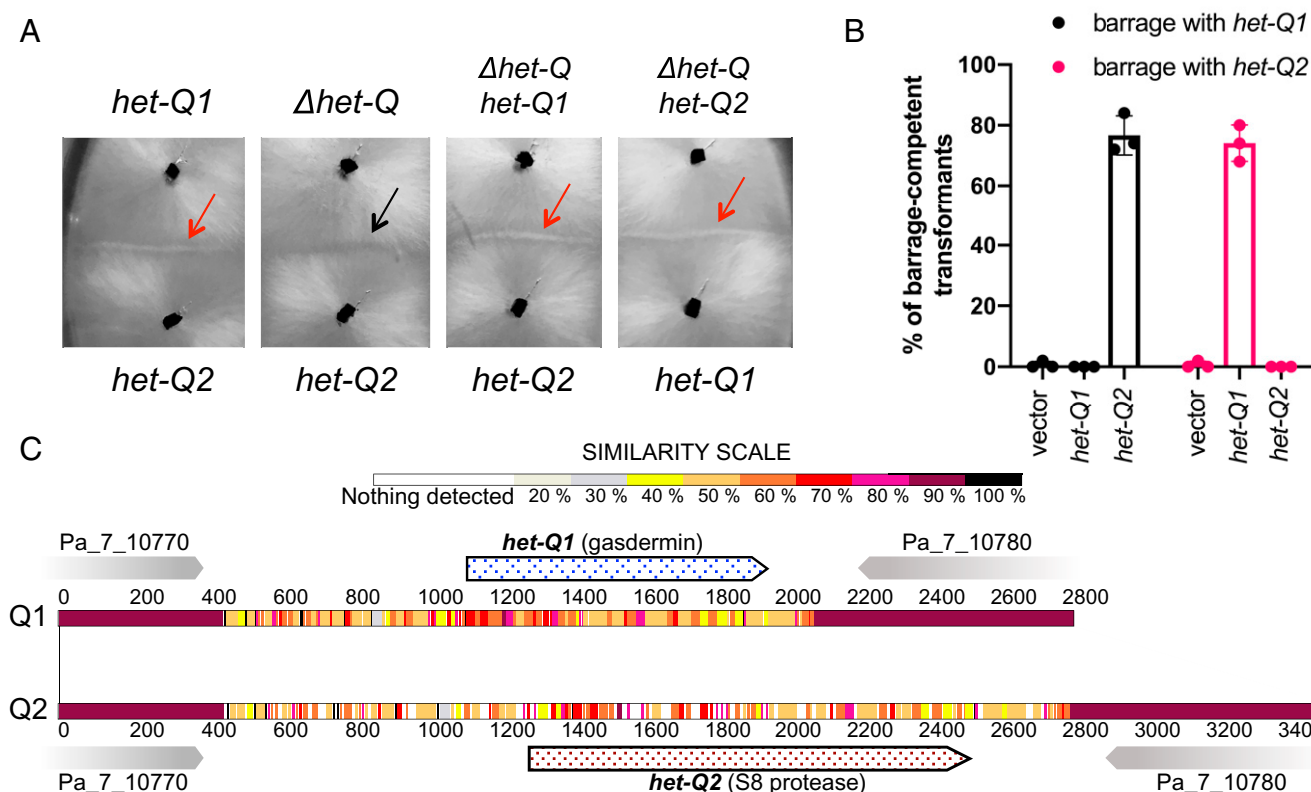 A
het-Q1
Δhet-Q
Δhet-Q
het-Q1
Δhet-Q
het-Q2
het-Q2
het-Q2
het-Q2
het-Q1
B
barrage with het-Q1
barrage with het-Q2
% of barrage-competent
transformants
100
80
60
40
20
0
vector
het-Q1
het-Q2
vector
het-Q1
het-Q2
C
SIMILARITY SCALE
Nothing detected 20 % 30 % 40 % 50 % 60 % 70 % 80 % 90 % 100 %
Pa_7_10770
het-Q1 (gasdermin)
Pa_7_10780
0 200 400 600 800 1000 1200 1400 1600 1800 2000 2200 2400 2600 2800
Q1
Q2
0 200 400 600 800 1000 1200 1400 1600 1800 2000 2200 2400 2600 2800 3000 3200 340
Pa_7_10770
het-Q2 (S8 protease)
Pa_7_10780